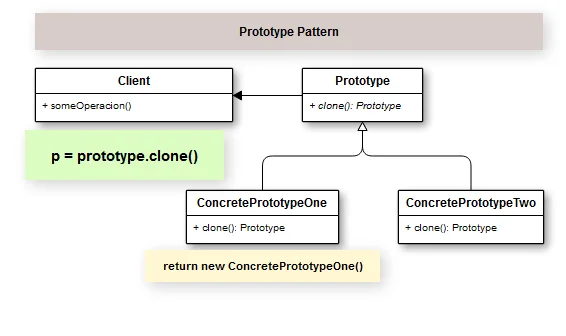 Prototype Pattern
Client
+ someOperacion()
Prototype
+ clone(): Prototype
p = prototype.clone()
ConcretePrototypeOne
+ clone(): Prototype
ConcretePrototypeTwo
+ clone(): Prototype
return new ConcretePrototypeOne()